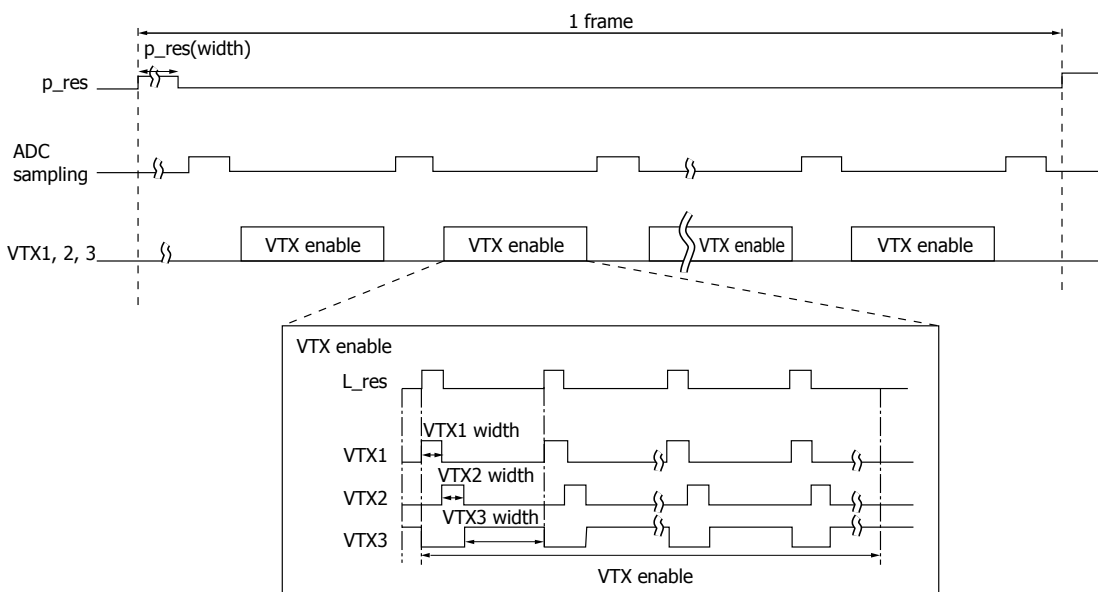 1 frame
p_res(width)
p_res
ADC
sampling
VTX1, 2, 3
VTX enable
VTX enable
VTX enable
VTX enable
VTX enable
L_res
VTX1 width
VTX1
VTX2 width
VTX2
VTX3 width
VTX3
VTX enable